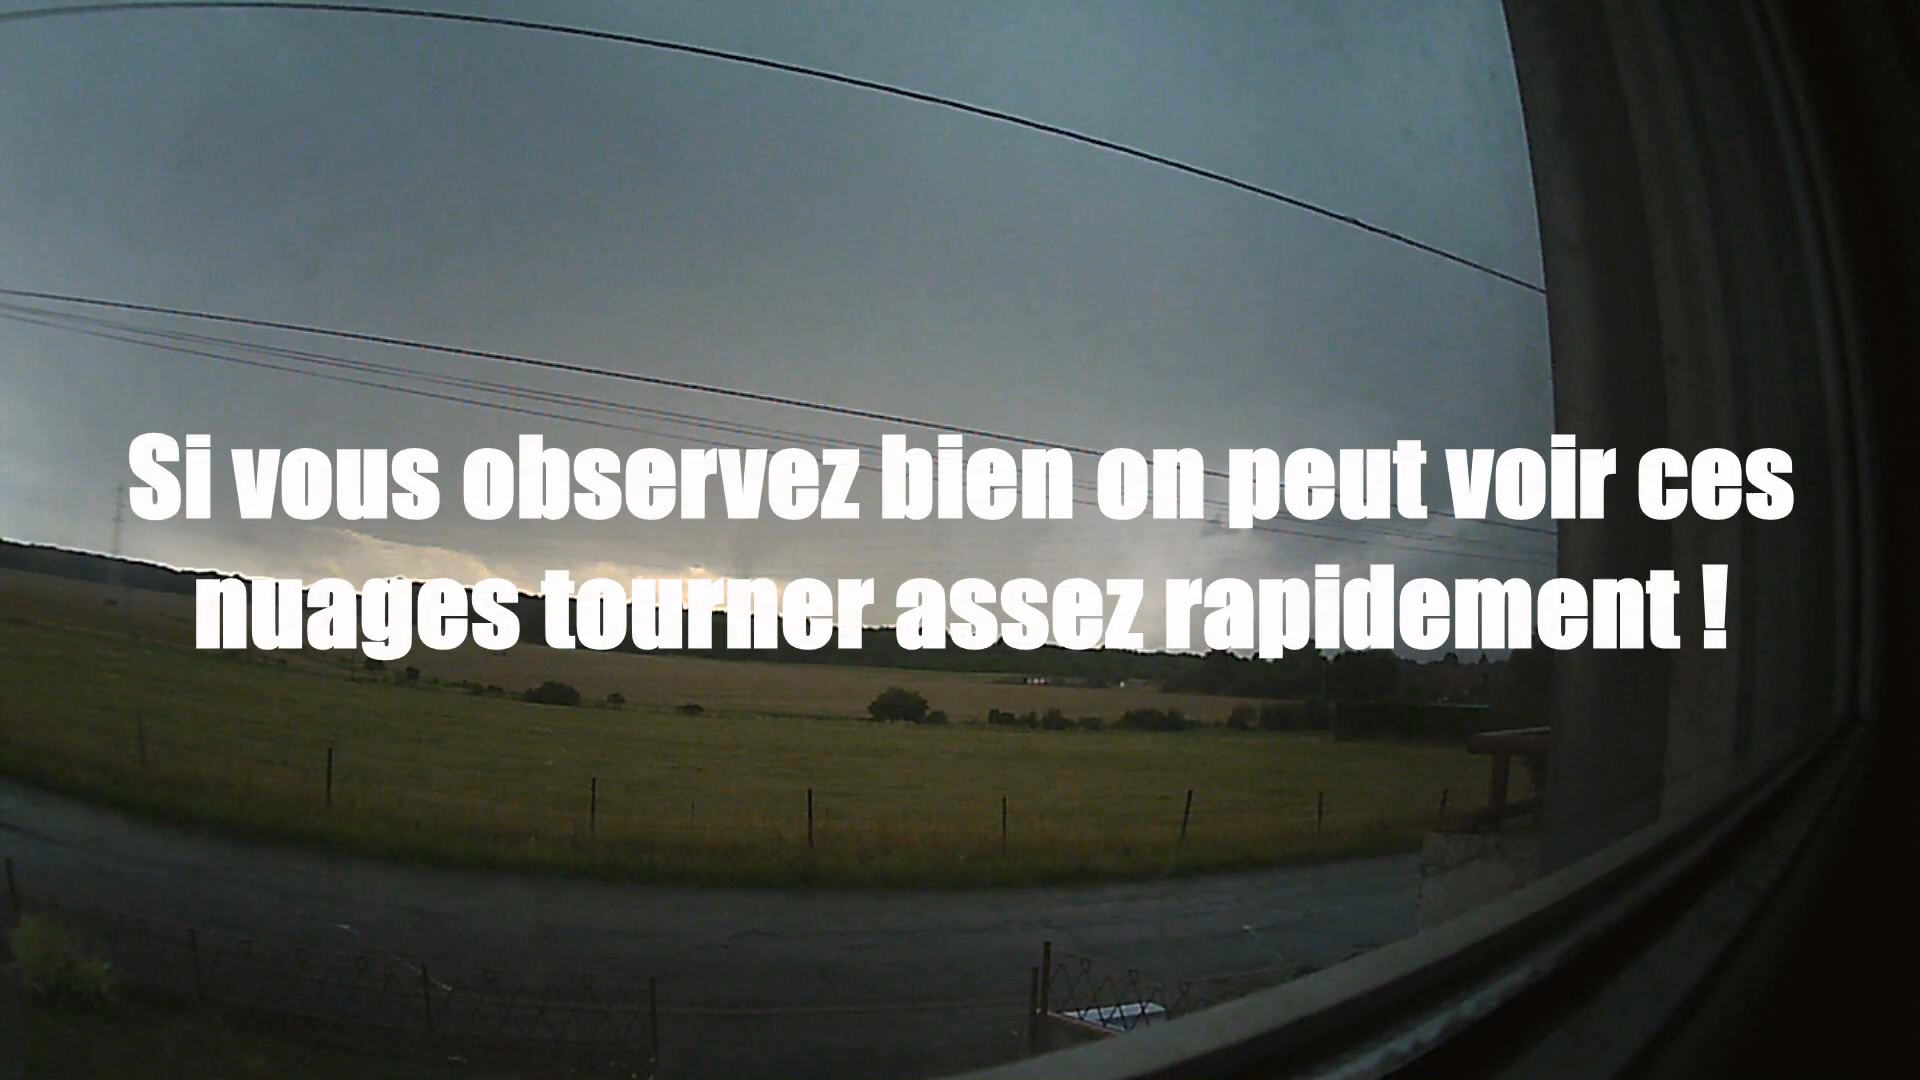 Si vous observez bien on peut voir ces
nuages tourner assez rapidement !